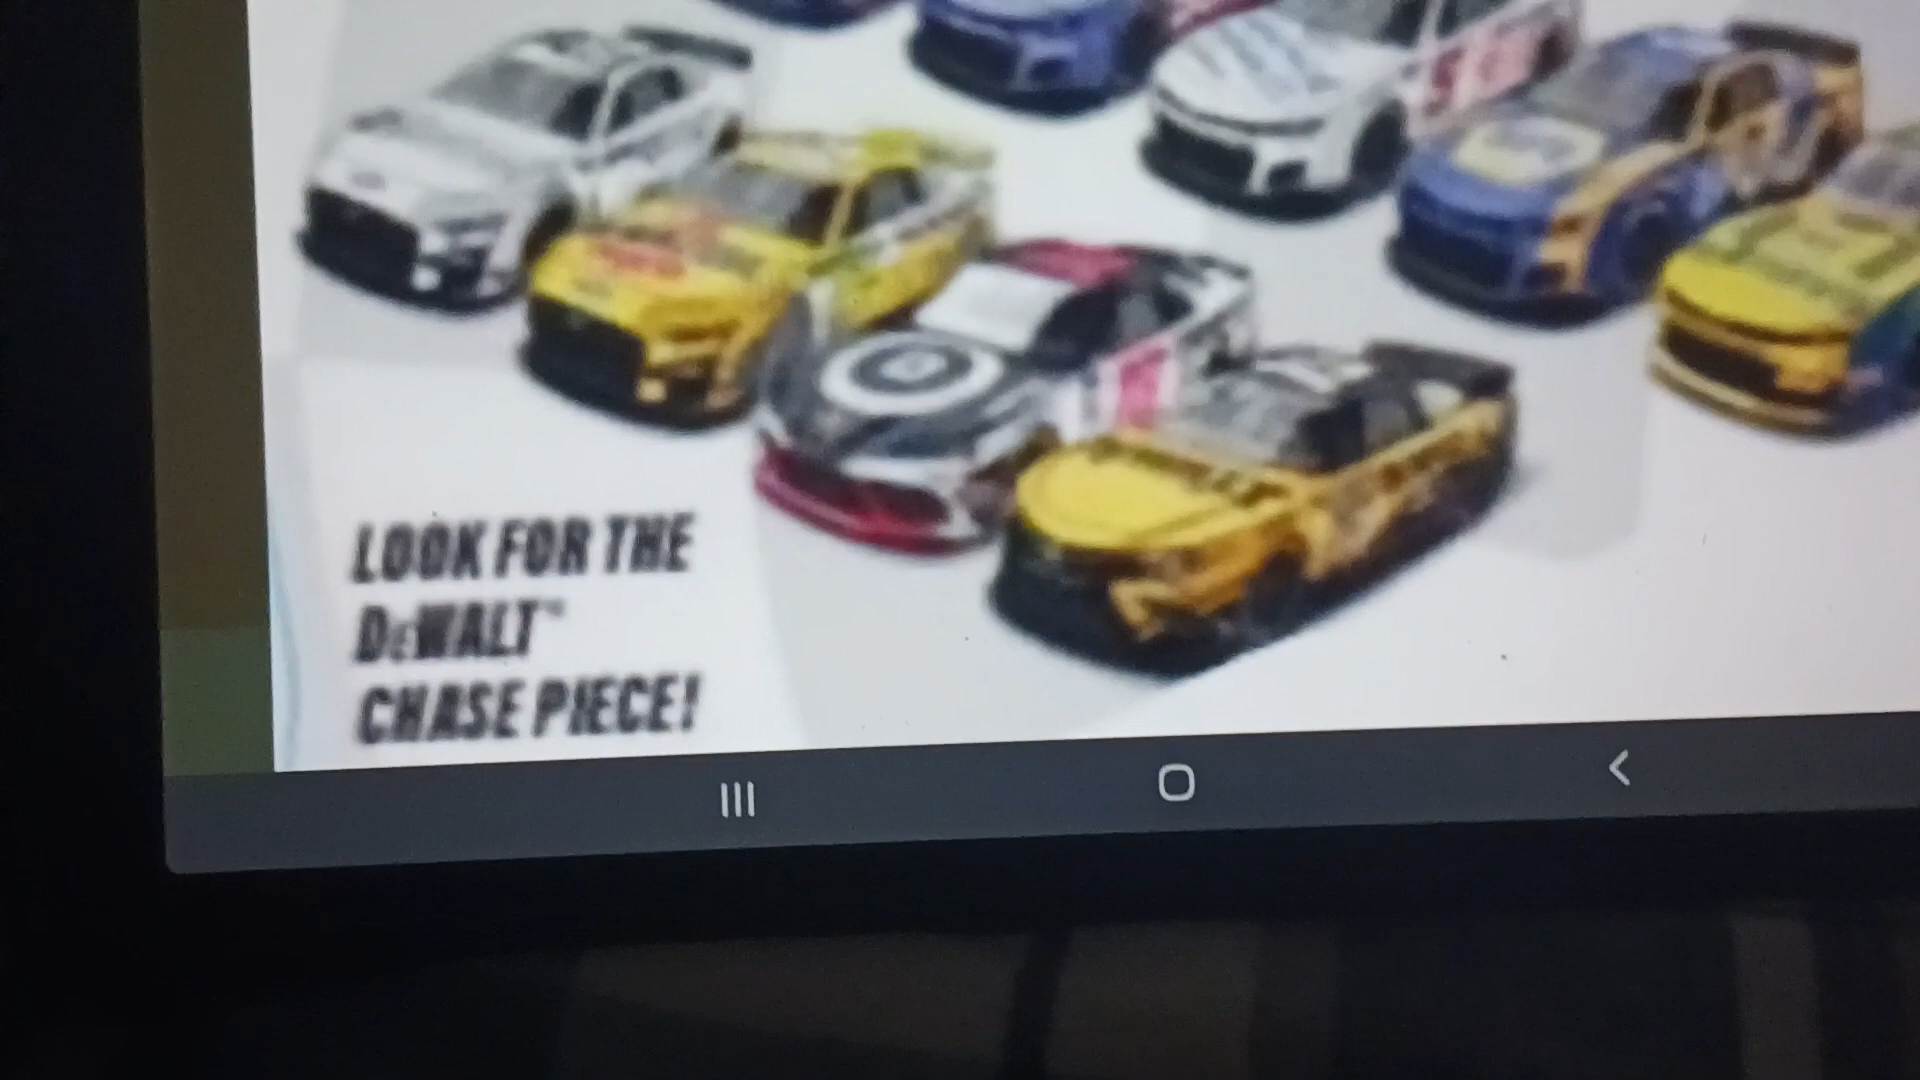 LOOK FOR THE
DeWALT™
CHASE PIECE!